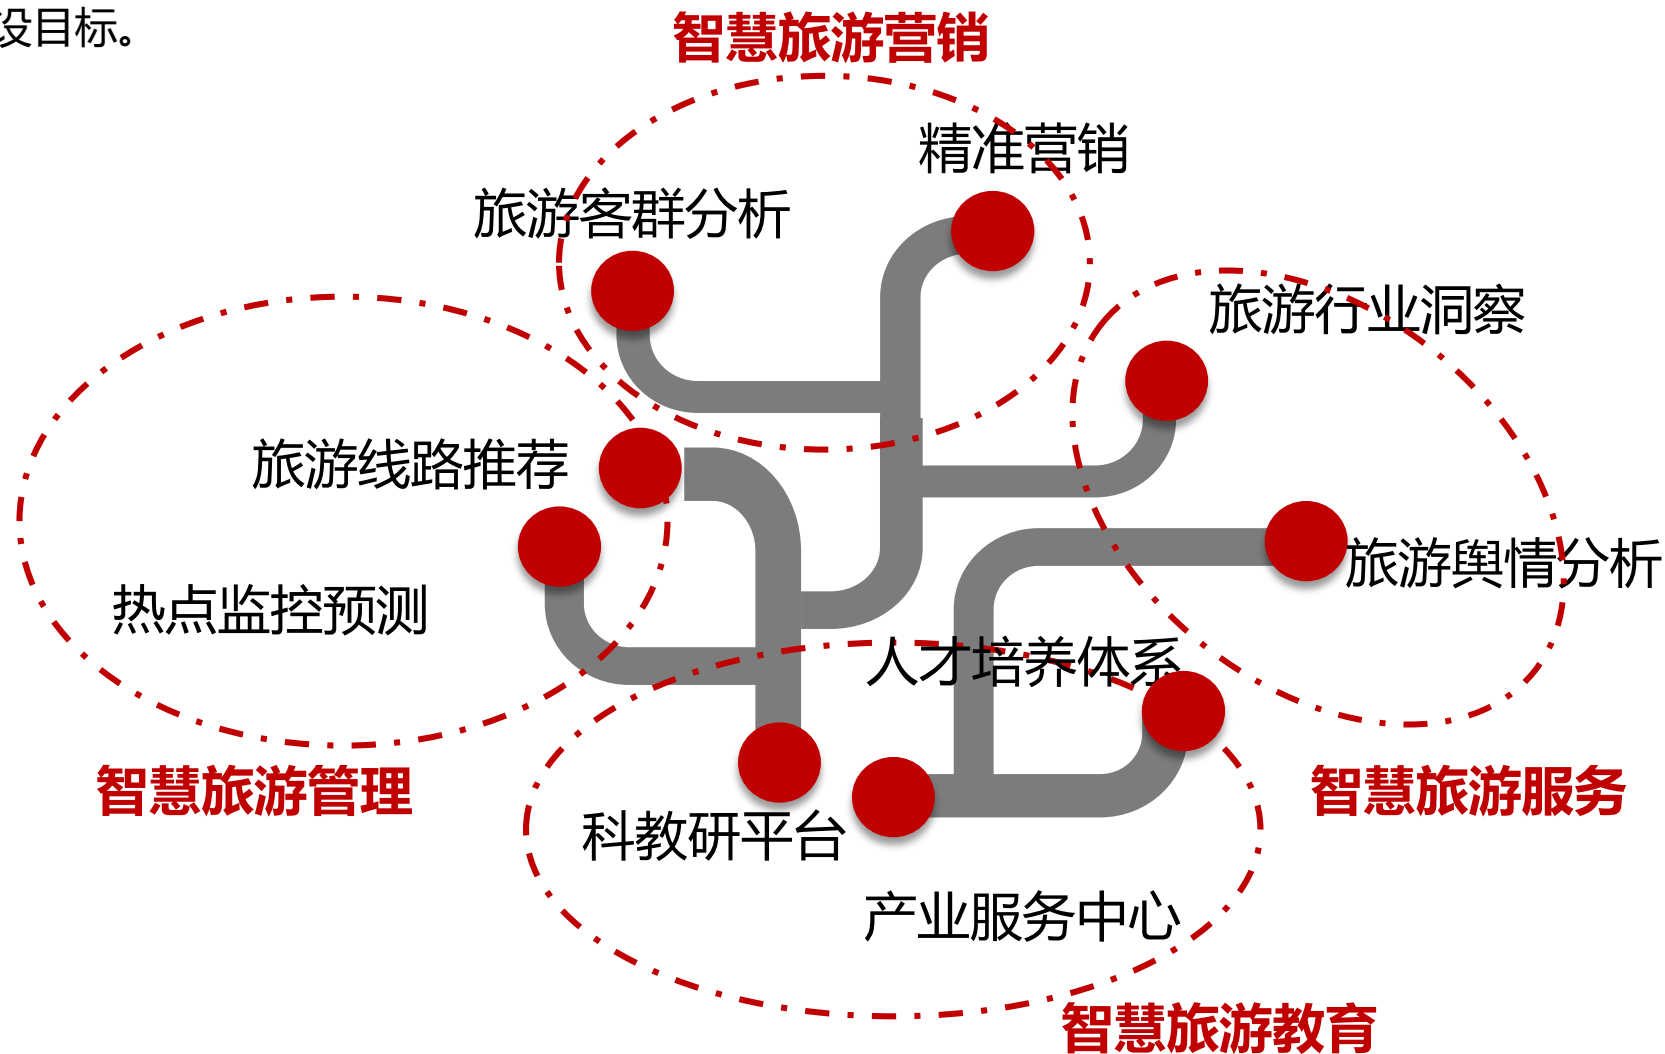 设目标。
智慧旅游营销
精准营销
旅游客群分析
旅游行业洞察
旅游线路推荐
旅游舆情分析
热点监控预测
人才培养体系
智慧旅游管理
智慧旅游服务
科教研平台
产业服务中心
智慧旅游教育